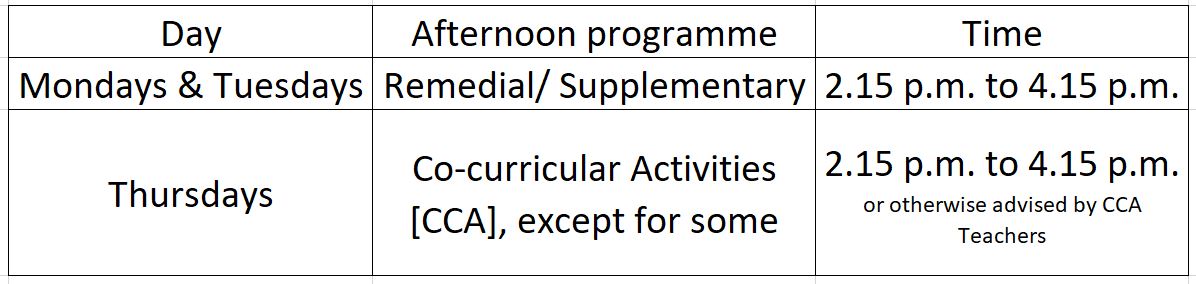 Day Afternoon programme Time
Mondays & Tuesdays Remedial/ Supplementary 2.15 p.m. to 4.15 p.m.
Thursdays
Co-curricular Activities
[CCA], except for some
2.15 p.m. to 4.15 p.m.
or otherwise advised by CCA
Teachers